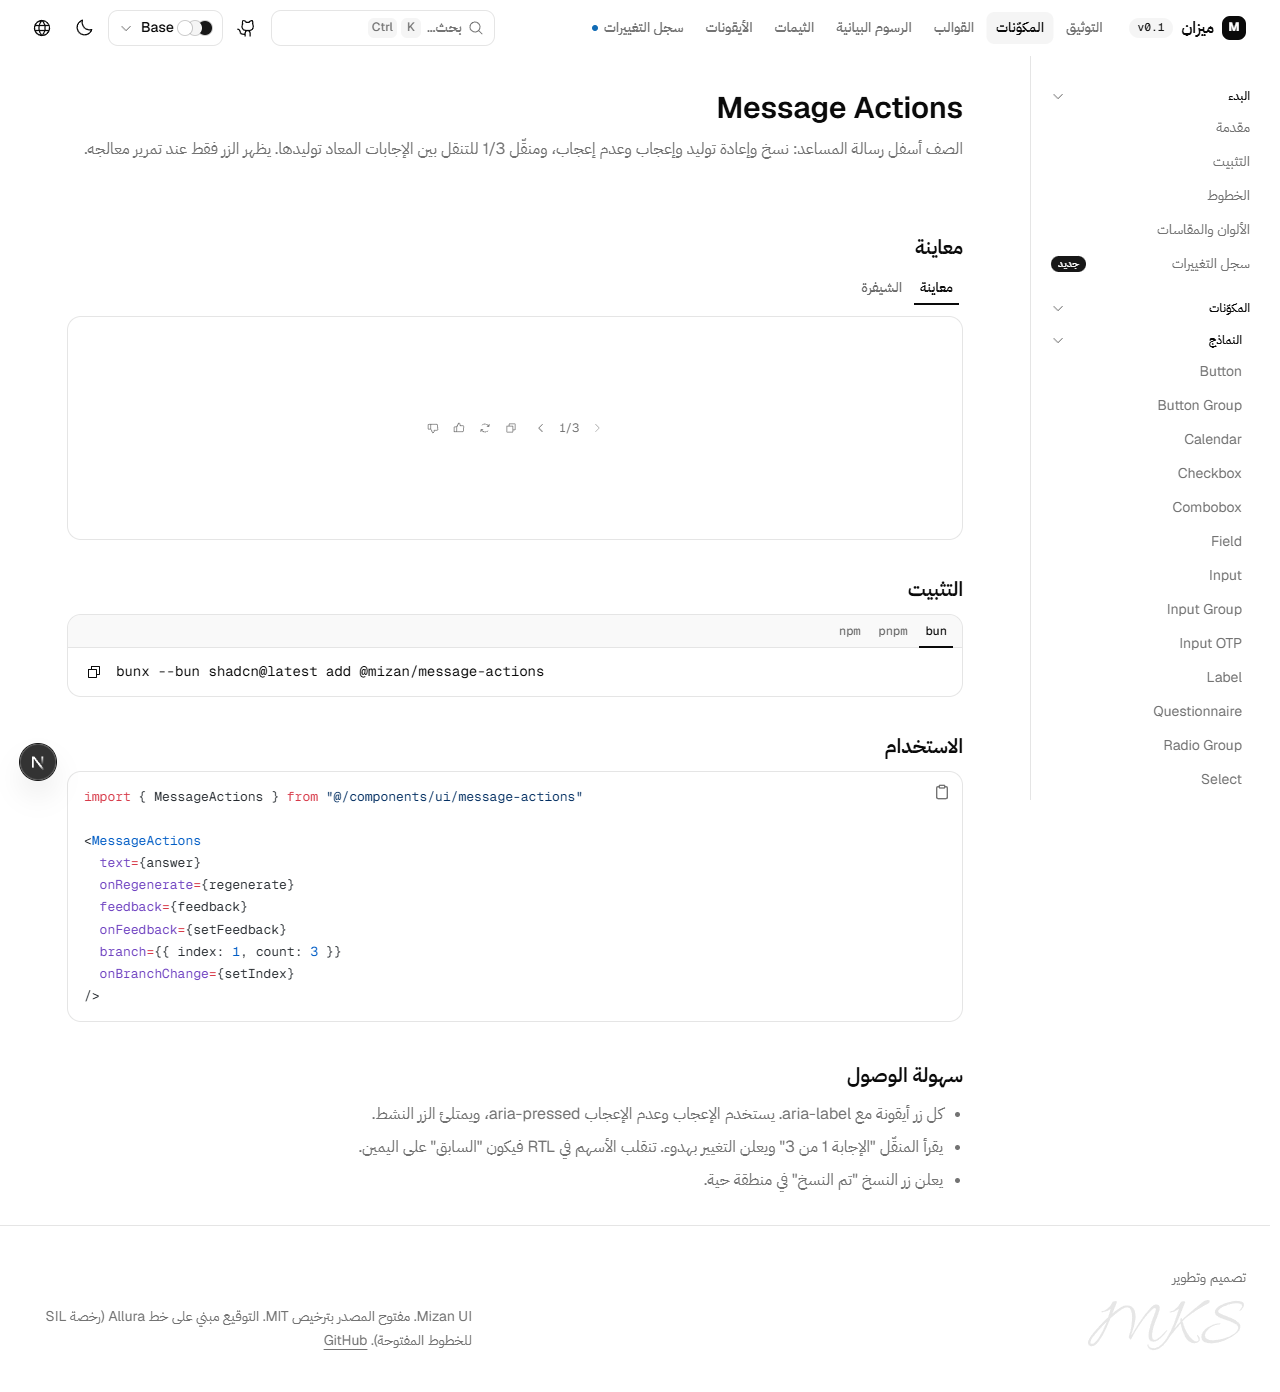 M ميزان v0.1 التوثيق المكوّنات القوالب الرسوم البيانية الثيمات الأيقونات سجل التغييرات بحث... Ctrl K Base
البدء
مقدمة
التثبيت
الخطوط
الألوان والمقاسات
سجل التغييرات جديد
المكوّنات
النماذج
Button
Button Group
Calendar
Checkbox
Combobox
Field
Input
Input Group
Input OTP
Label
Questionnaire
Radio Group
Select
Message Actions
الصف أسفل رسالة المساعد: نسخ وإعادة توليد وإعجاب وعدم إعجاب، ومنقّل 1/3 للتنقل بين الإجابات المعاد توليدها. يظهر الزر فقط عند تمرير معالجه.
معاينة
معاينة الشيفرة
1/3
التثبيت
bun pnpm npm
bunx --bun shadcn@latest add @mizan/message-actions
الاستخدام
import { MessageActions } from "@/components/ui/message-actions"
<MessageActions
text={answer}
onRegenerate={regenerate}
feedback={feedback}
onFeedback={setFeedback}
branch={{ index: 1, count: 3 }}
onBranchChange={setIndex}
/>
سهولة الوصول
• كل زر أيقونة مع aria-label. يستخدم الإعجاب وعدم الإعجاب aria-pressed، ويمتلئ الزر النشط.
• يقرأ المنقّل "الإجابة 1 من 3" ويعلن التغيير بهدوء. تنقلب الأسهم في RTL فيكون "السابق" على اليمين.
• يعلن زر النسخ "تم النسخ" في منطقة حية.
تصميم وتطوير
MKS
Mizan UI. مفتوح المصدر بترخيص MIT. التوقيع مبني على خط Allura (رخصة SIL
للخطوط المفتوحة). GitHub